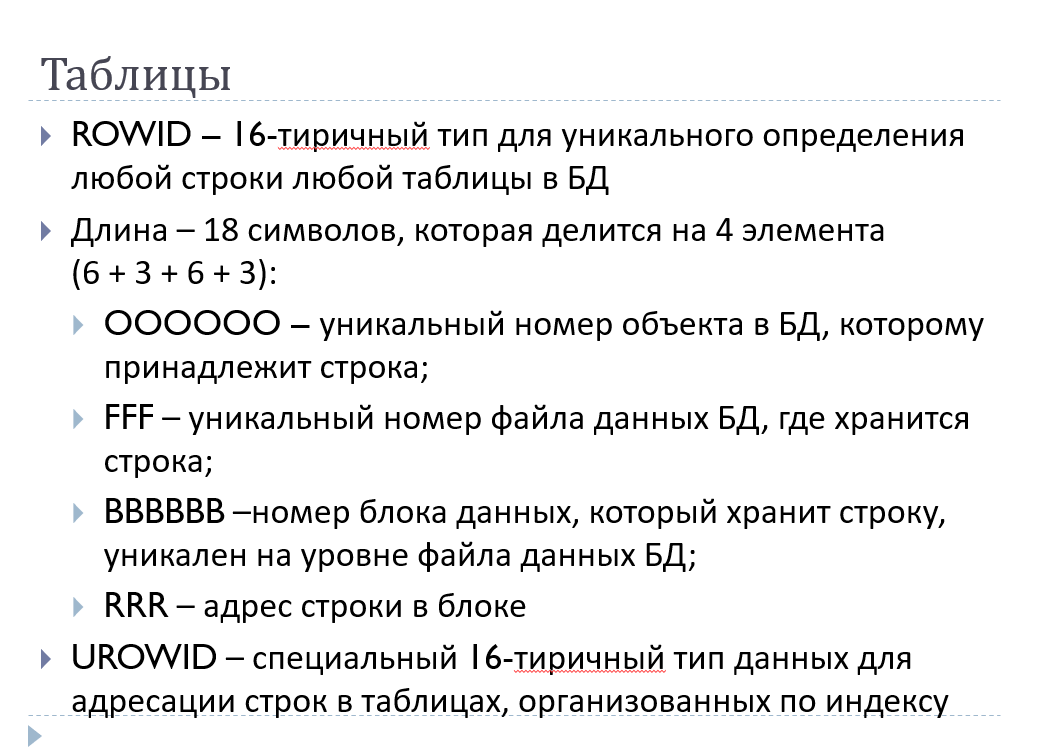 Таблицы
ROWID – 16-тиричный тип для уникального определения
любой строки любой таблицы в БД
Длина – 18 символов, которая делится на 4 элемента
(6 + 3 + 6 + 3):
OOOOOO – уникальный номер объекта в БД, которому
принадлежит строка;
FFF – уникальный номер файла данных БД, где хранится
строка;
BBBBBB –номер блока данных, который хранит строку,
уникален на уровне файла данных БД;
RRR – адрес строки в блоке
UROWID – специальный 16-тиричный тип данных для
адресации строк в таблицах, организованных по индексу